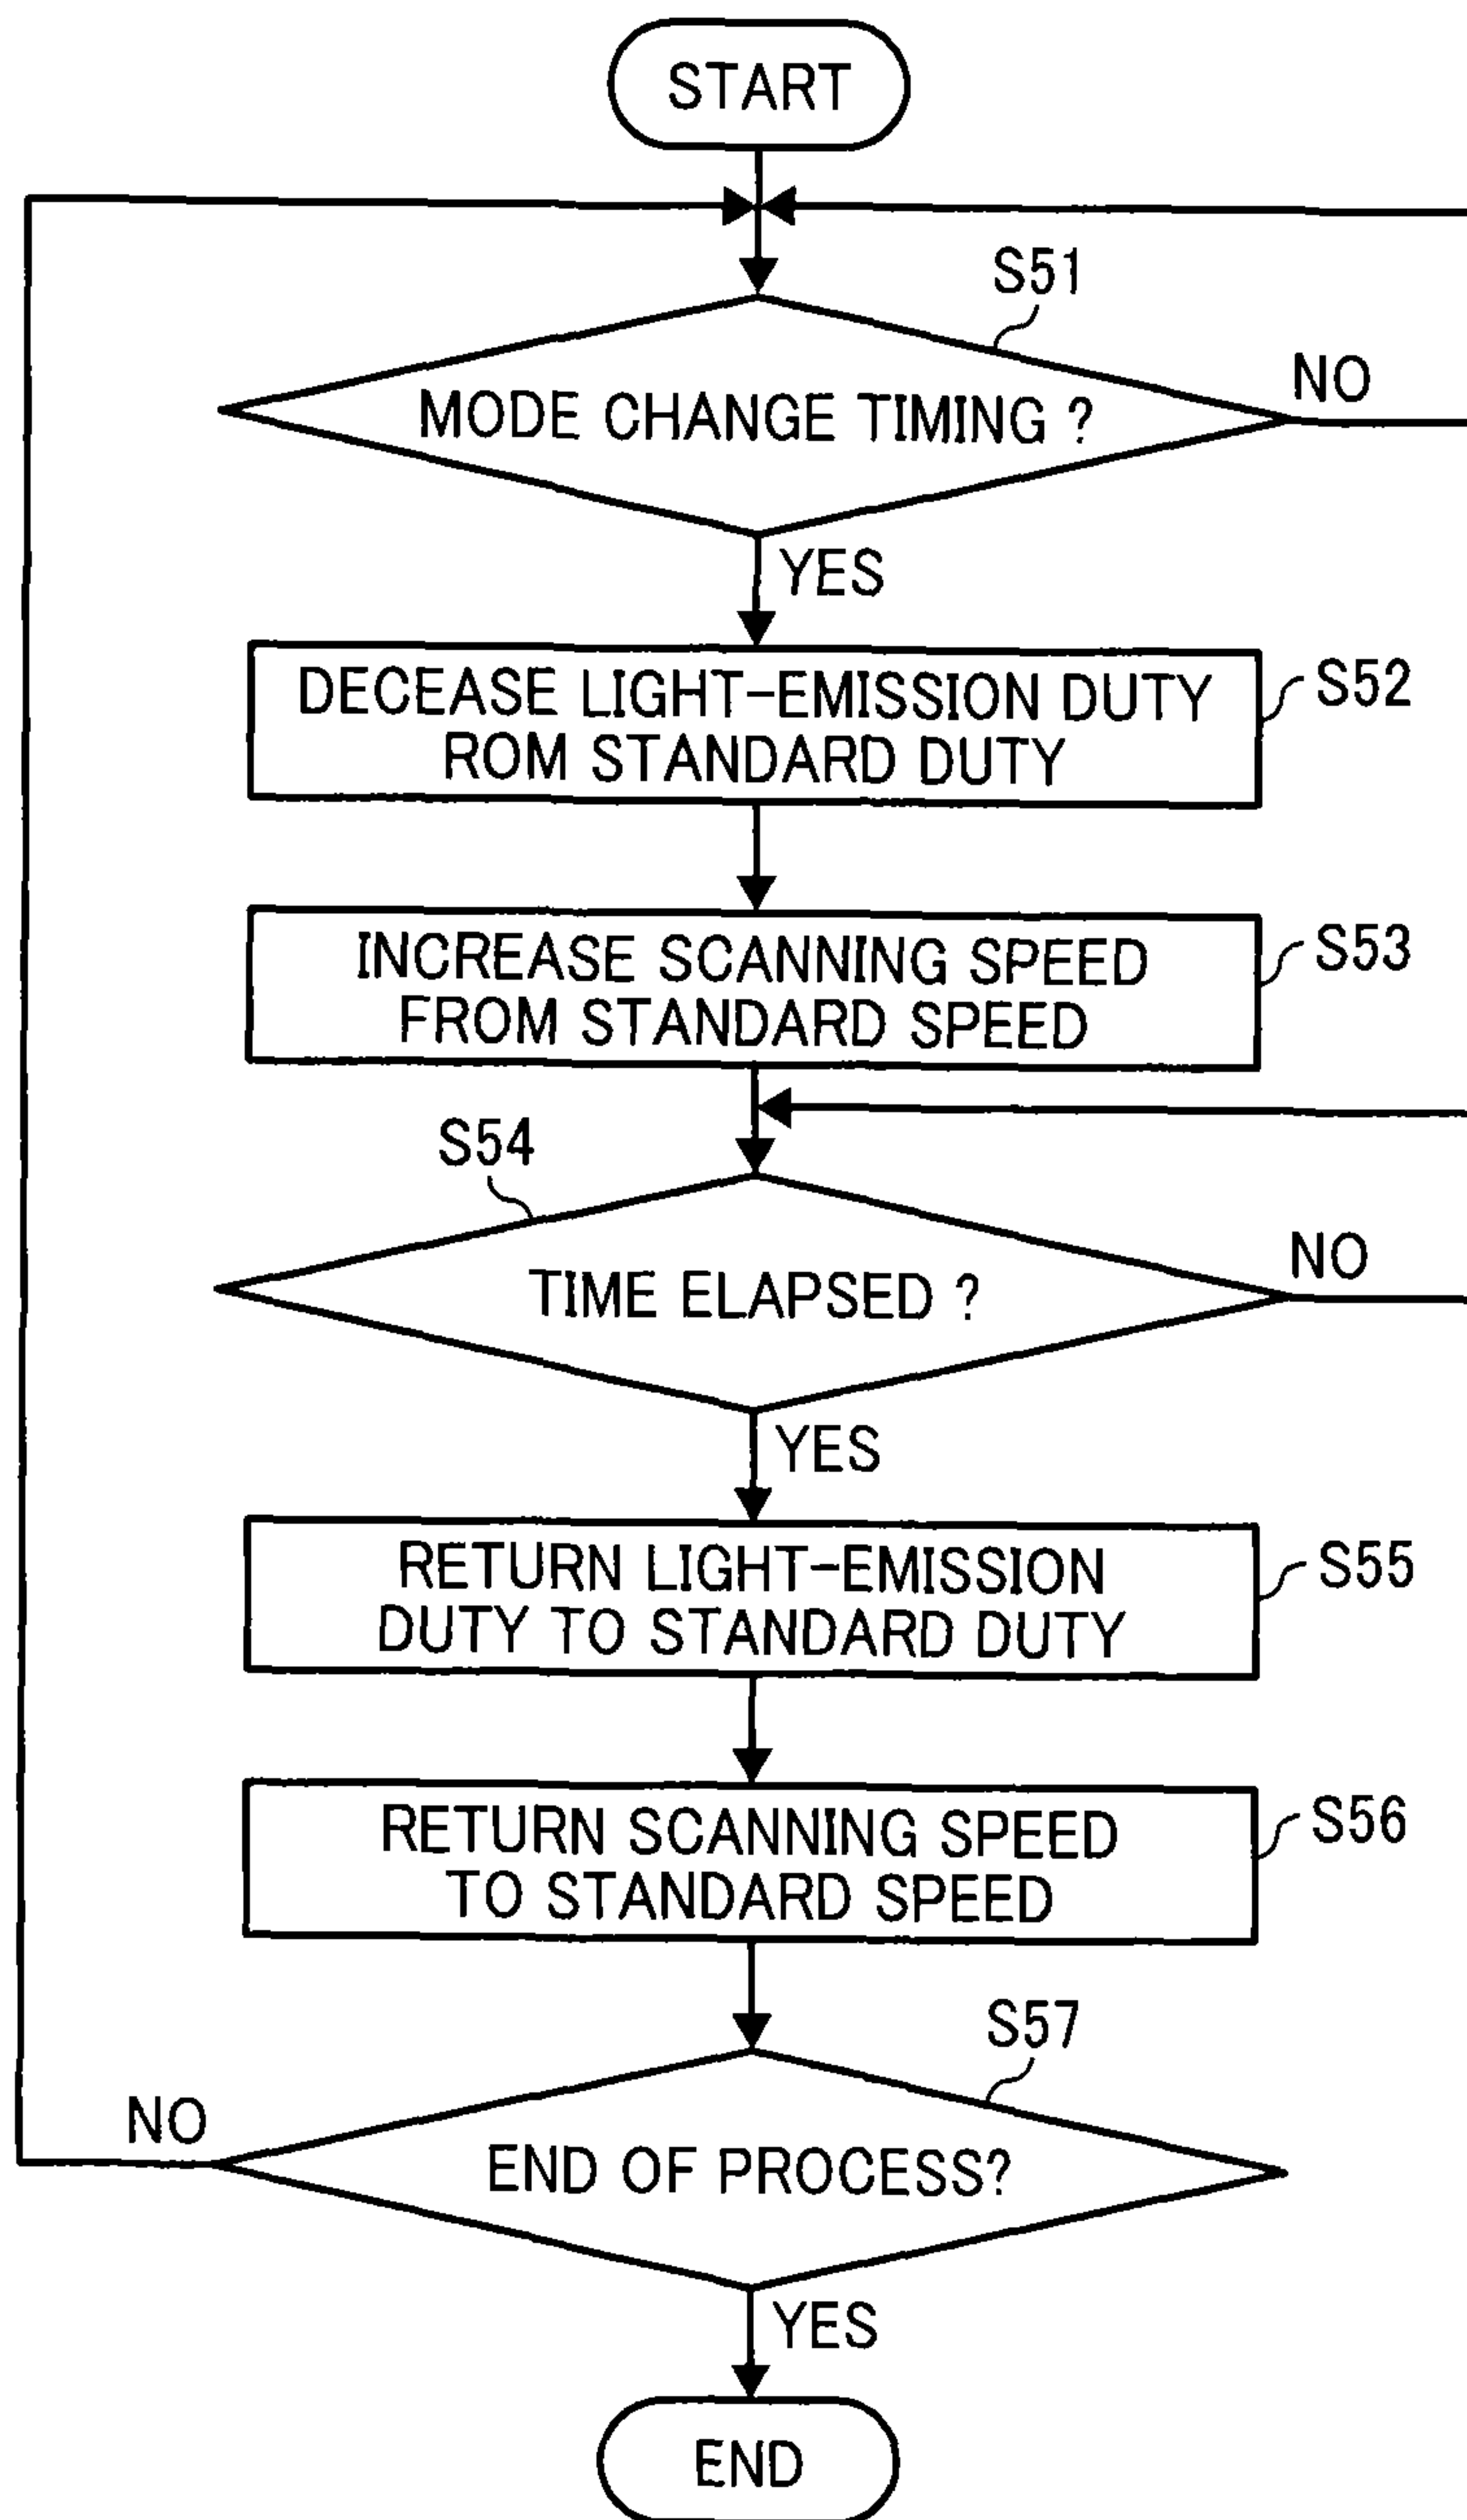 START
S51
MODE CHANGE TIMING ?
NO
YES
DECEASE LIGHT-EMISSION DUTY
ROM STANDARD DUTY
S52
INCREASE SCANNING SPEED
FROM STANDARD SPEED
S53
S54
TIME ELAPSED ?
NO
YES
RETURN LIGHT-EMISSION
DUTY TO STANDARD DUTY
S55
RETURN SCANNING SPEED
TO STANDARD SPEED
S56
S57
NO
END OF PROCESS?
YES
END